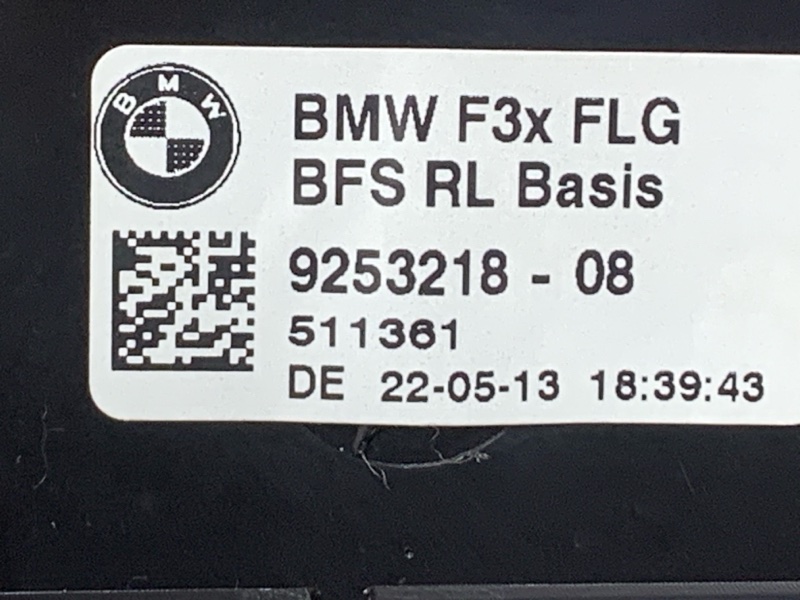 BMW
BMW F3x FLG
BFS RL Basis
9253218 - 08
511361
DE 22-05-13 18:39:43